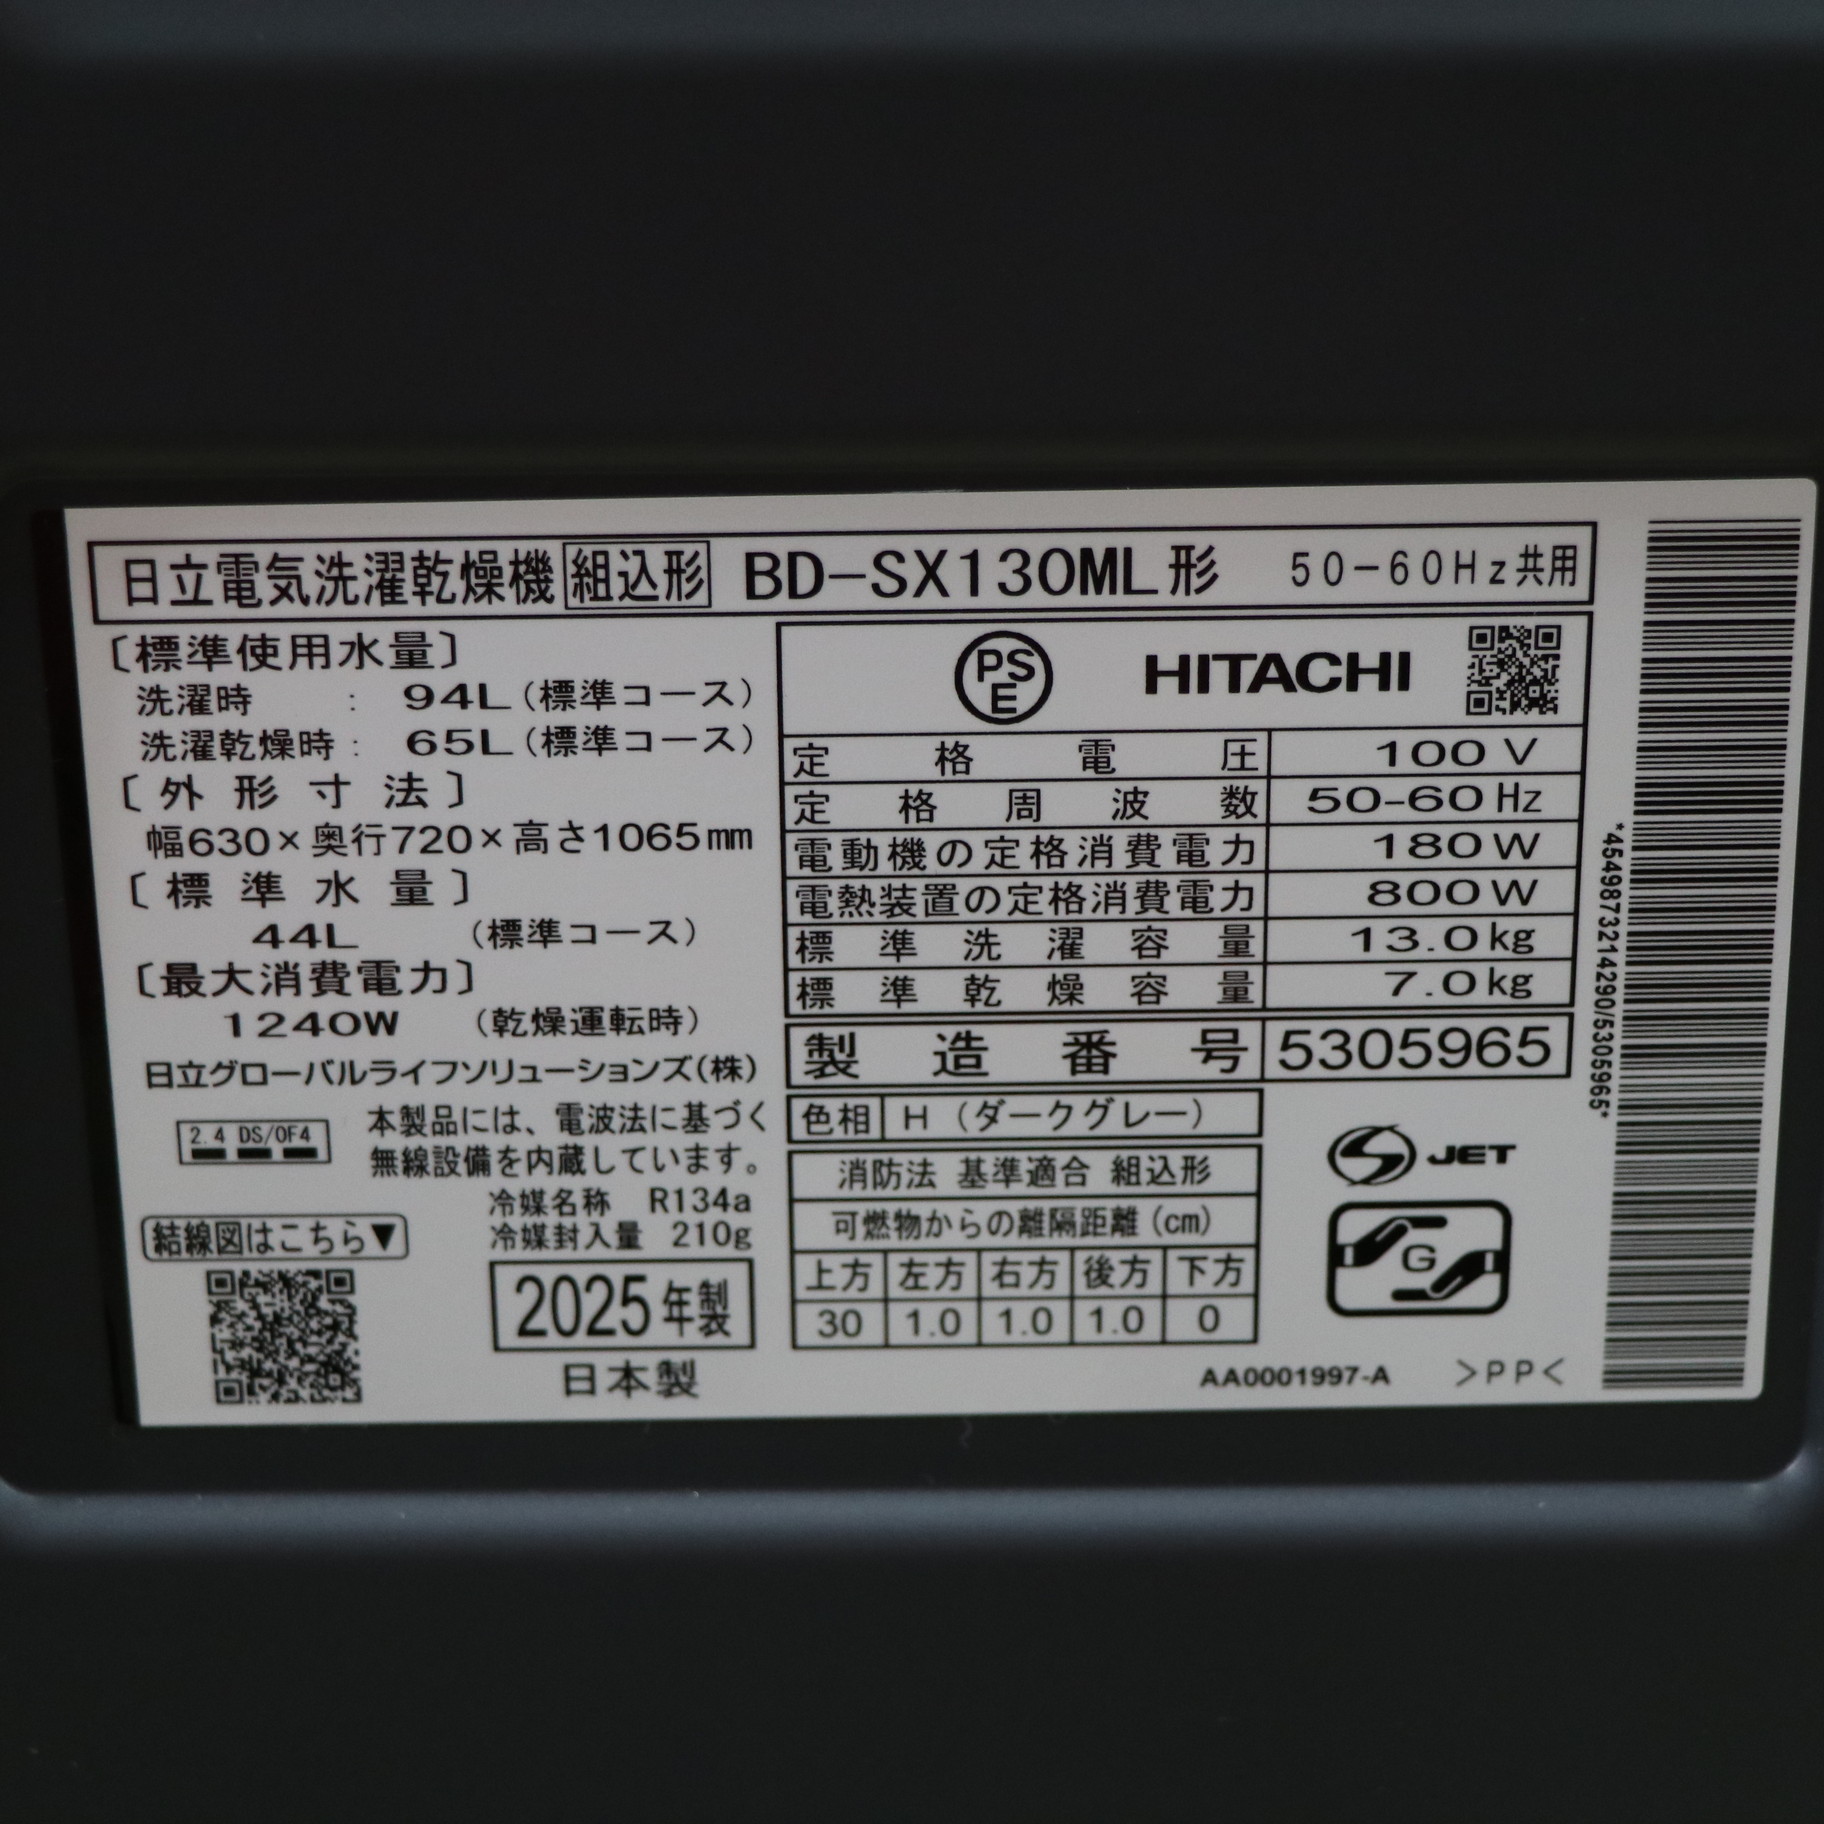 日立電気洗濯乾燥機 組込形 BD-SX130ML形 50-60Hz共用
〔標準使用水量〕
洗濯時 : 94L(標準コース)
洗濯乾燥時: 65L(標準コース)
〔外形寸法〕
幅630×奥行720×高さ1065mm
〔標準水量〕
44L (標準コース)
〔最大消費電力〕
1240W (乾燥運転時)
日立グローバルライフソリューションズ(株)
2.4 DS/OF4
本製品には、電波法に基づく
無線設備を内蔵しています。
冷媒名称 R134a
冷媒封入量 210g
結線図はこちら▼
2025年製
日本製
PSE HITACHI
定格電圧 100V
定格周波数 50-60Hz
電動機の定格消費電力 180W
電熱装置の定格消費電力 800W
標準洗濯容量 13.0kg
標準乾燥容量 7.0kg
製造番号 5305965
色相 H (ダークグレー)
消防法 基準適合 組込形
可燃物からの離隔距離(cm)
上方 左方 右方 後方 下方
30 1.0 1.0 1.0 0
S JET
G
AA0001997-A >PP<
*4549873214290/5305965*